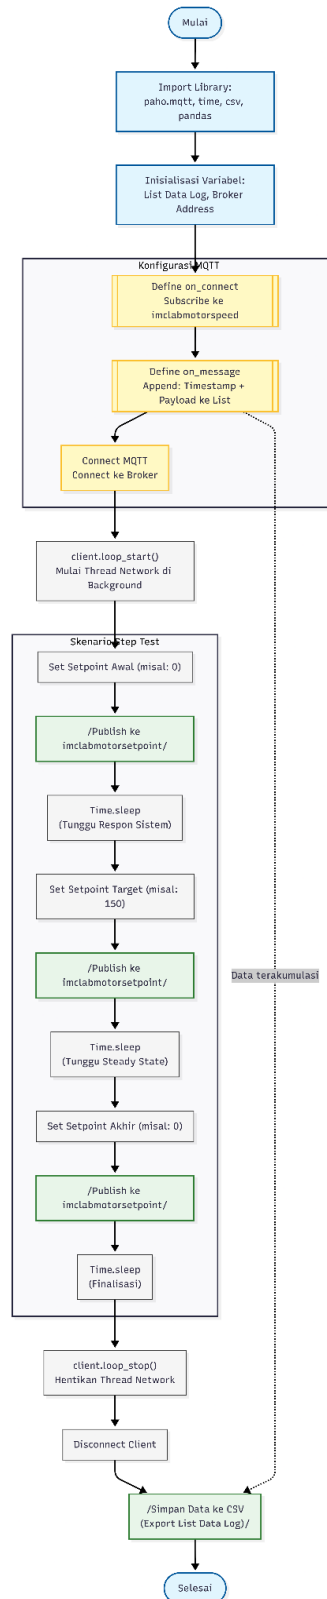 Mulai
Import Library:
paho.mqtt, time, csv,
pandas
Inisialisasi Variabel:
List Data Log, Broker
Address
Konfigurasi MQTT
Define on_connect
Subscribe ke
imclabmotorspeed
Define on_message
Append: Timestamp +
Payload ke List
Connect MQTT
Connect ke Broker
client.loop_start()
Mulai Thread Network di
Background
Skenario Step Test
Set Setpoint Awal (misal: 0)
/Publish ke
imclabmotorsetpoint/
Time.sleep
(Tunggu Respon Sistem)
Set Setpoint Target (misal:
150)
/Publish ke
imclabmotorsetpoint/
Data terakumulasi
Time.sleep
(Tunggu Steady State)
Set Setpoint Akhir (misal: 0)
/Publish ke
imclabmotorsetpoint/
Time.sleep
(Finalisasi)
client.loop_stop()
Hentikan Thread Network
Disconnect Client
/Simpan Data ke CSV
(Export List Data Log)/
Selesai